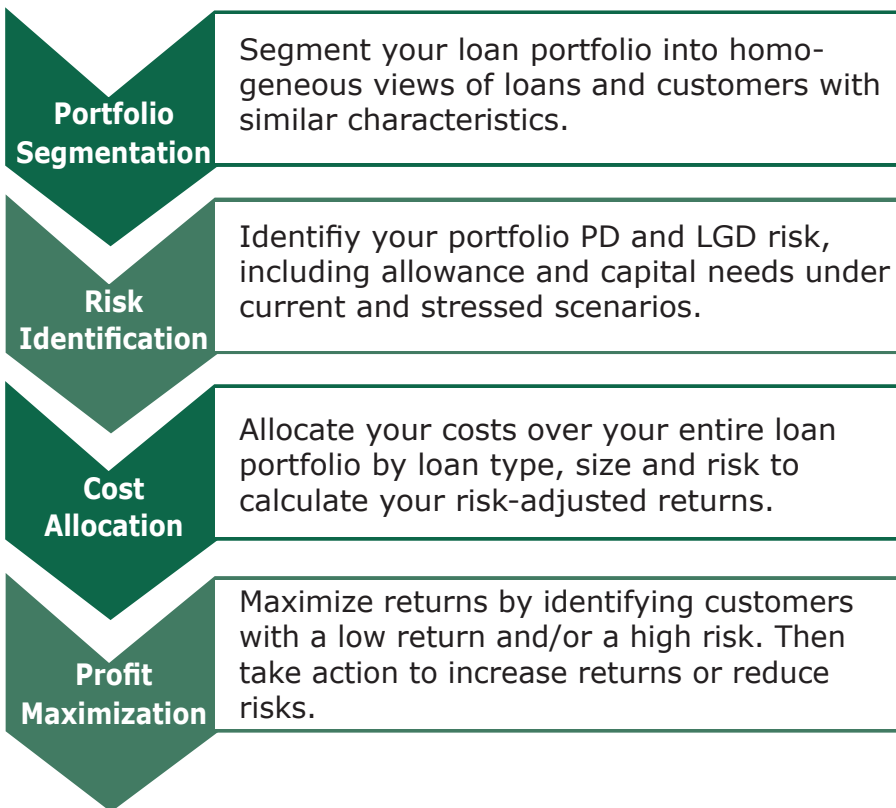 Portfolio
Segmentation
Segment your loan portfolio into homo-
geneous views of loans and customers with
similar characteristics.
Risk
Identification
Identifiy your portfolio PD and LGD risk,
including allowance and capital needs under
current and stressed scenarios.
Cost
Allocation
Allocate your costs over your entire loan
portfolio by loan type, size and risk to
calculate your risk-adjusted returns.
Profit
Maximization
Maximize returns by identifying customers
with a low return and/or a high risk. Then
take action to increase returns or reduce
risks.